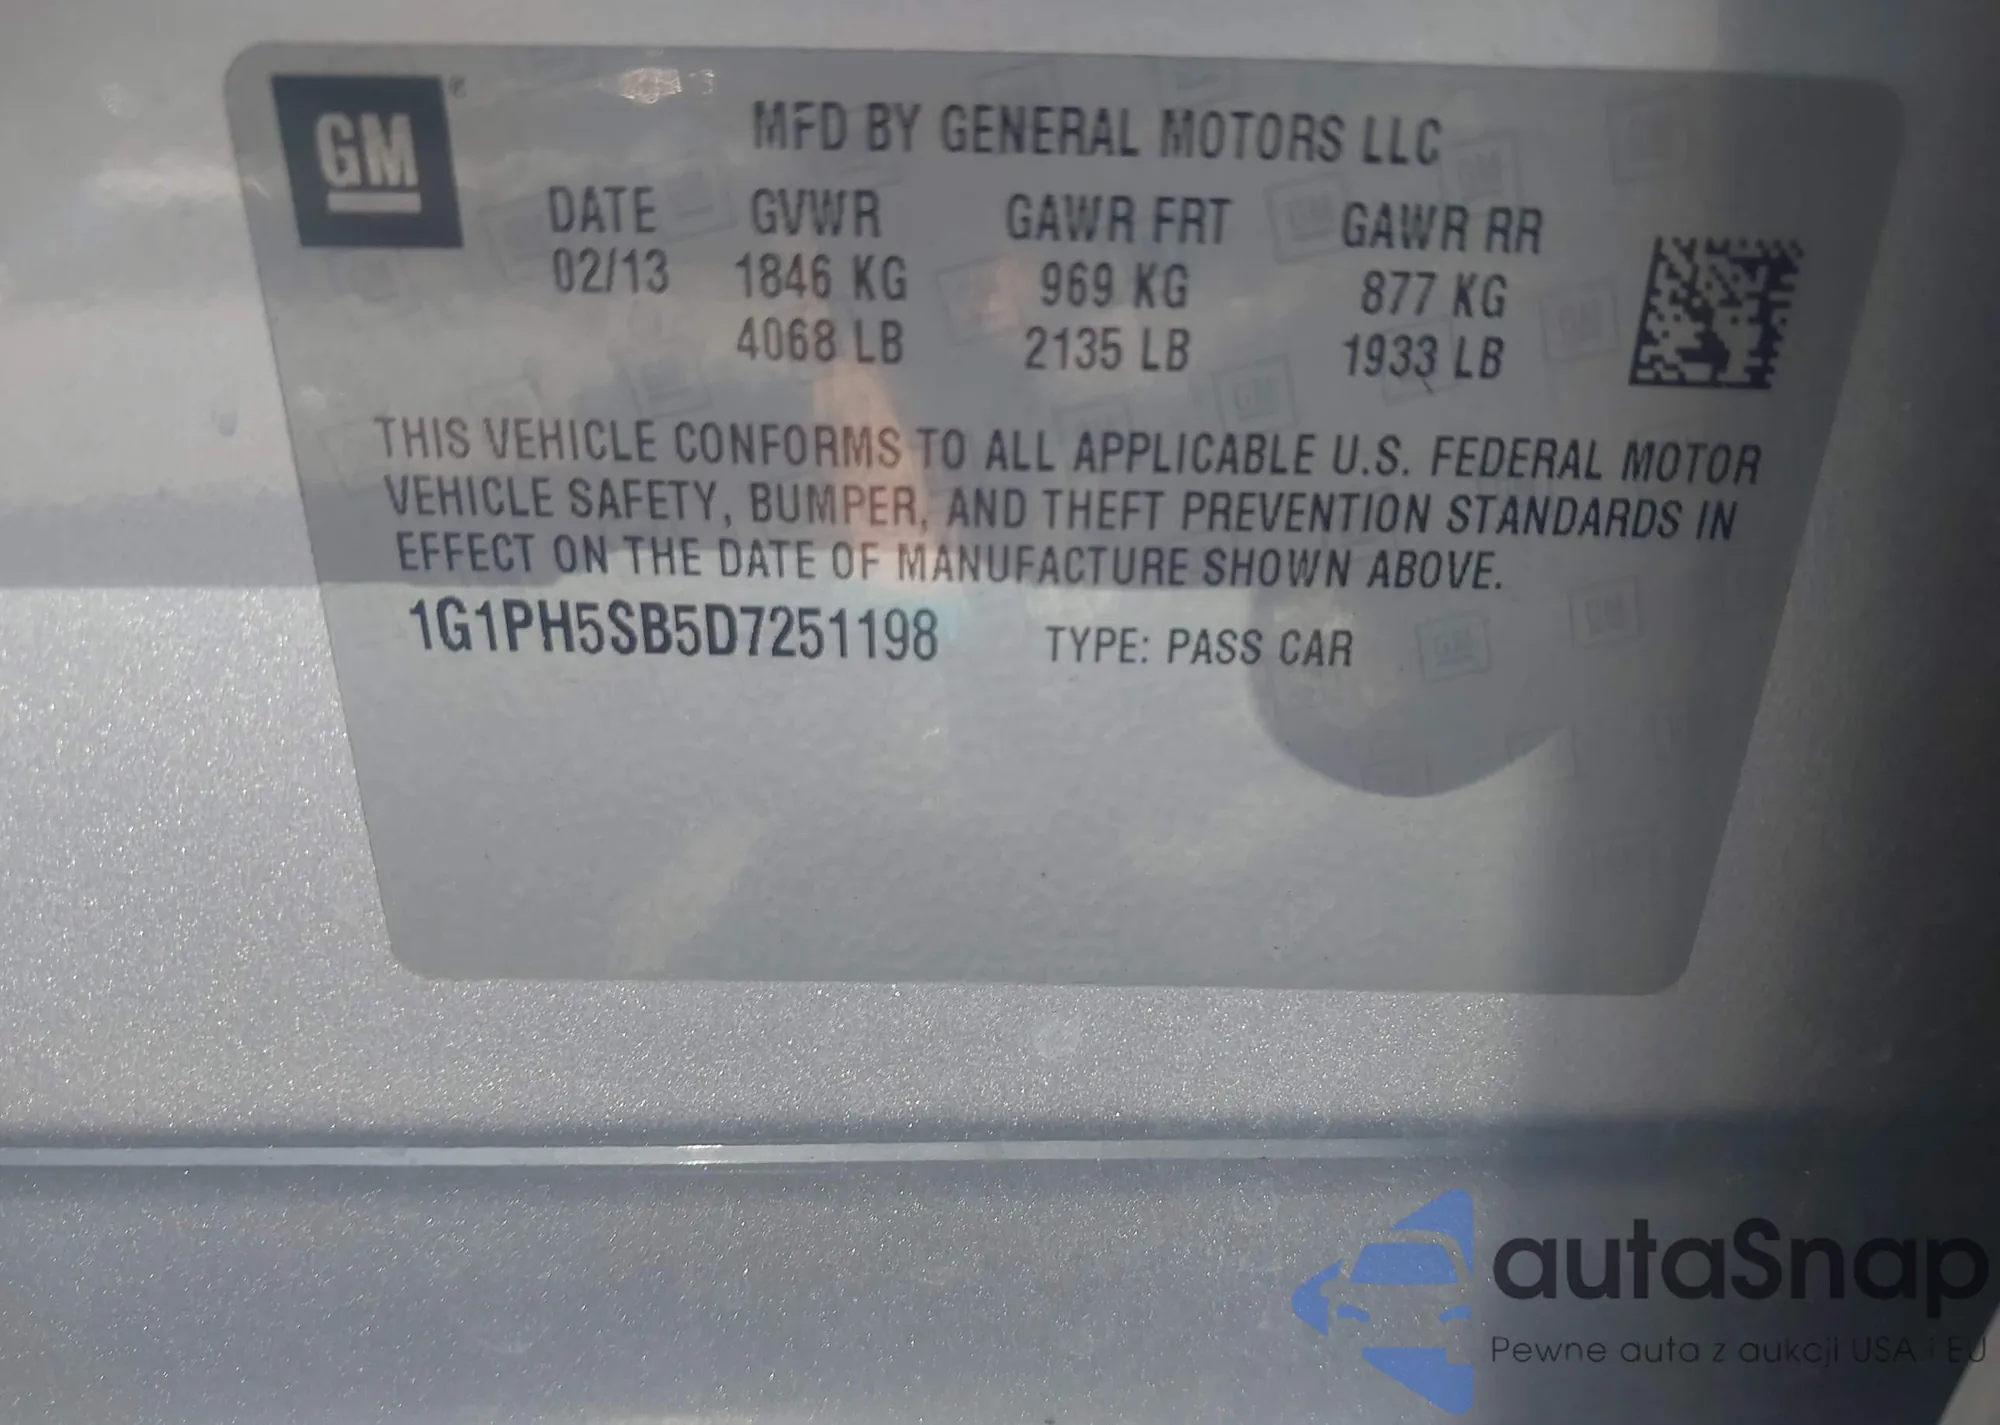 GM
MFD BY GENERAL MOTORS LLC
DATE GVWR GAWR FRT GAWR RR
02/13 1846 KG 969 KG 877 KG
4068 LB 2135 LB 1933 LB
THIS VEHICLE CONFORMS TO ALL APPLICABLE U.S. FEDERAL MOTOR
VEHICLE SAFETY, BUMPER, AND THEFT PREVENTION STANDARDS IN
EFFECT ON THE DATE OF MANUFACTURE SHOWN ABOVE.
1G1PH5SB5D7251198 TYPE: PASS CAR
autaSnap
Pewne auta z aukcji USA i EU